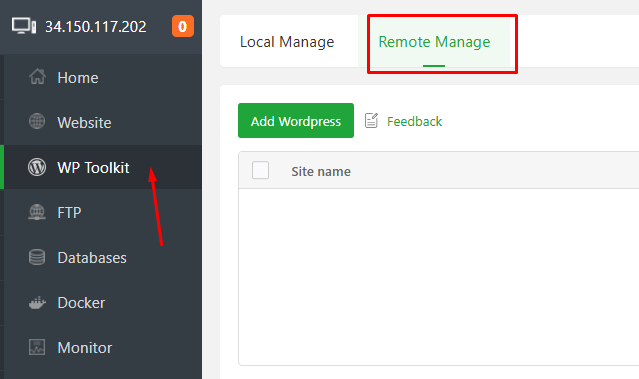 34.150.117.202 0
Home
Website
WP Toolkit
FTP
Databases
Docker
Monitor
Local Manage Remote Manage
Add Wordpress Feedback
Site name